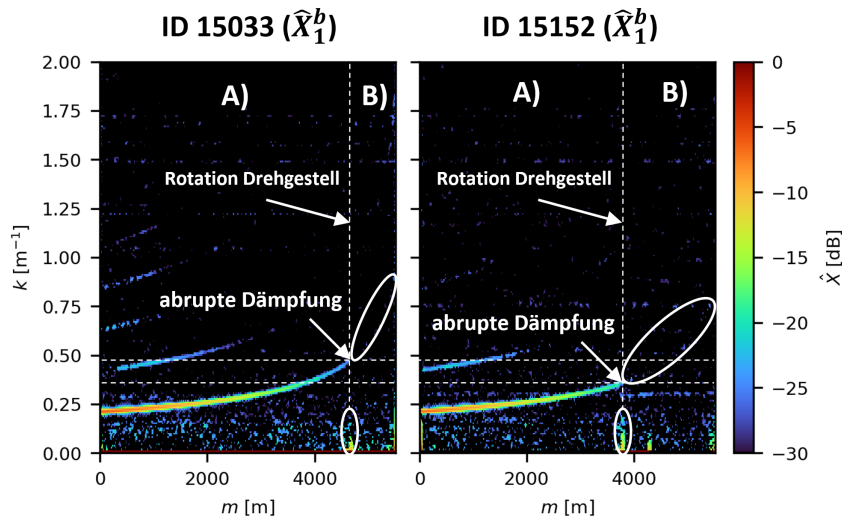 ID 15033 (X̂₁ᵇ)
ID 15152 (X̂₁ᵇ)
2.00
1.75
1.50
1.25
1.00
0.75
0.50
0.25
0.00
k [m⁻¹]
A)
B)
Rotation Drehgestell
abrupte Dämpfung
0
2000
4000
m [m]
A)
B)
Rotation Drehgestell
abrupte Dämpfung
0
2000
4000
m [m]
0
−5
−10
−15
−20
−25
−30
X̂ [dB]